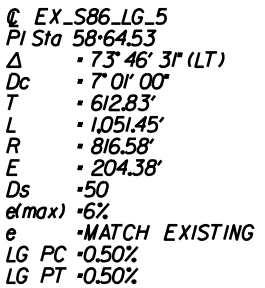 ℄ EX_S86_LG_5
PI Sta 58+64.53
Δ = 73° 46' 31" (LT)
Dc = 7° 01' 00"
T = 612.83'
L = 1,051.45'
R = 816.58'
E = 204.38'
Ds =50
e(max) =6%
e =MATCH EXISTING
LG PC =0.50%
LG PT =0.50%